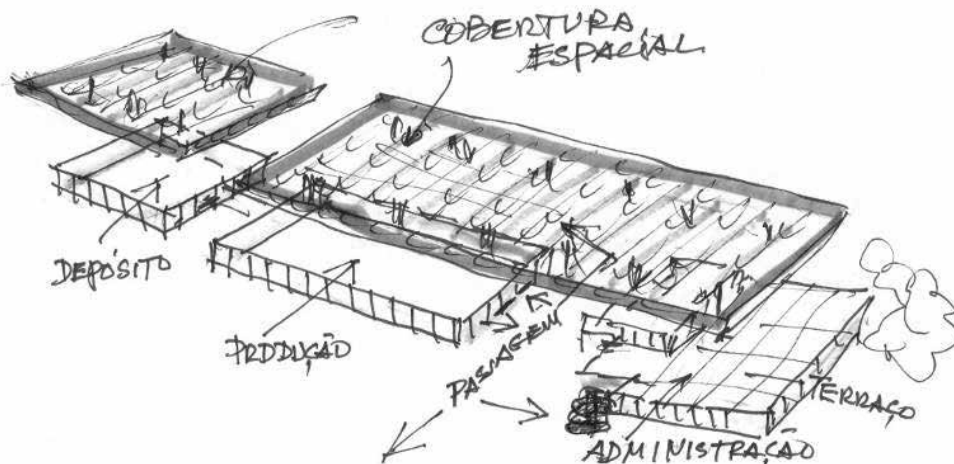 COBERTURA
ESPACIAL
DEPÓSITO
PRODUÇÃO
PASSAGEM
TERRAÇO
ADMINISTRAÇÃO